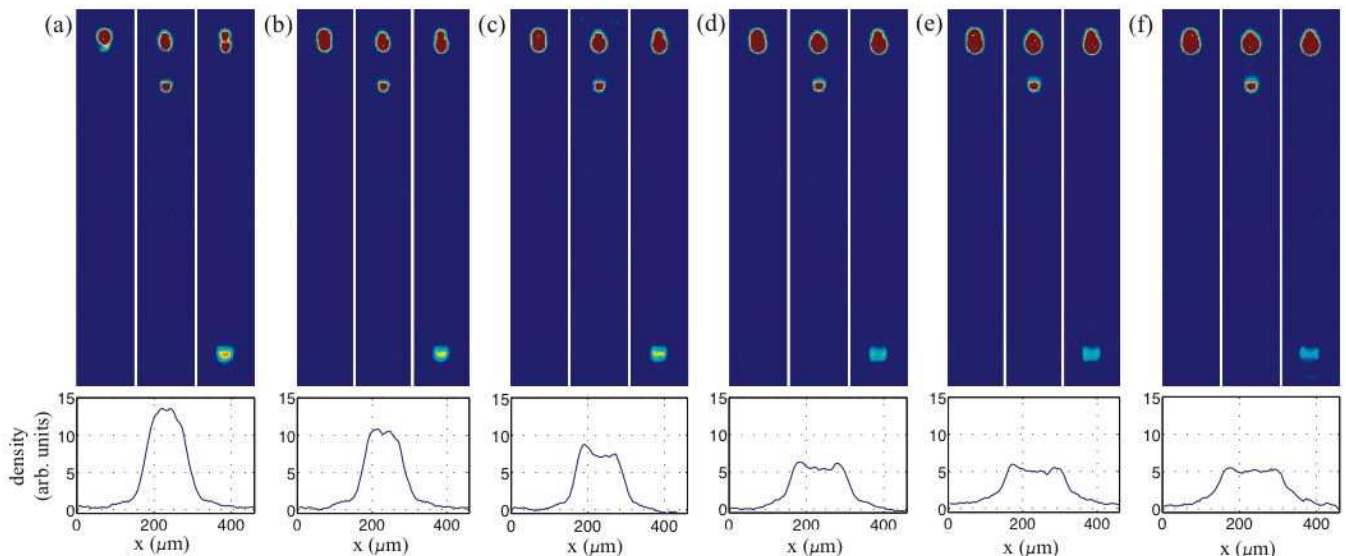 (a) (b) (c) (d) (e) (f)
15 15 15 15 15 15
10 10 10 10 10 10
5 5 5 5 5 5
0 0 0 0 0 0
density
(arb. units)
0 200 400 0 200 400 0 200 400 0 200 400 0 200 400 0 200 400
x (µm) x (µm) x (µm) x (µm) x (µm) x (µm)